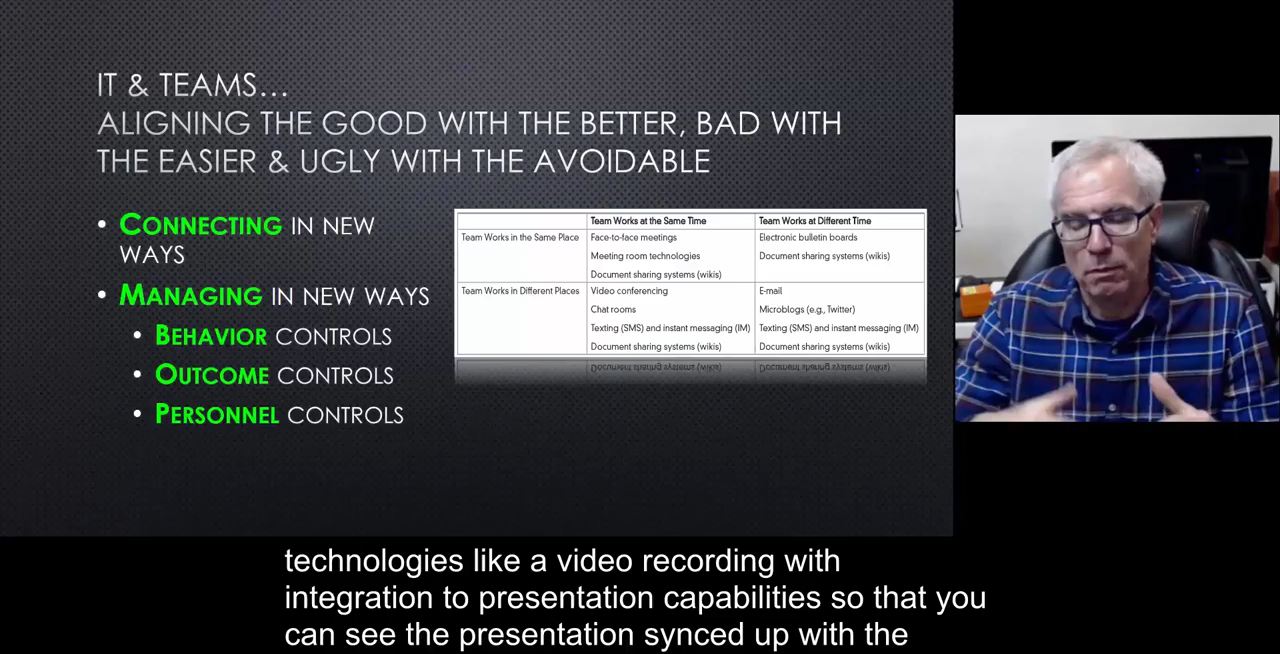 IT & TEAMS…
ALIGNING THE GOOD WITH THE BETTER, BAD WITH
THE EASIER & UGLY WITH THE AVOIDABLE
• CONNECTING IN NEW
WAYS
• MANAGING IN NEW WAYS
• BEHAVIOR CONTROLS
• OUTCOME CONTROLS
• PERSONNEL CONTROLS
Team Works at the Same Time Team Works at Different Time
Team Works in the Same Place Face-to-face meetings Electronic bulletin boards
Meeting room technologies Document sharing systems (wikis)
Document sharing systems (wikis)
Team Works in Different Places Video conferencing E-mail
Chat rooms Microblogs (e.g., Twitter)
Texting (SMS) and instant messaging (IM) Texting (SMS) and instant messaging (IM)
Document sharing systems (wikis) Document sharing systems (wikis)
technologies like a video recording with
integration to presentation capabilities so that you
can see the presentation synced up with the